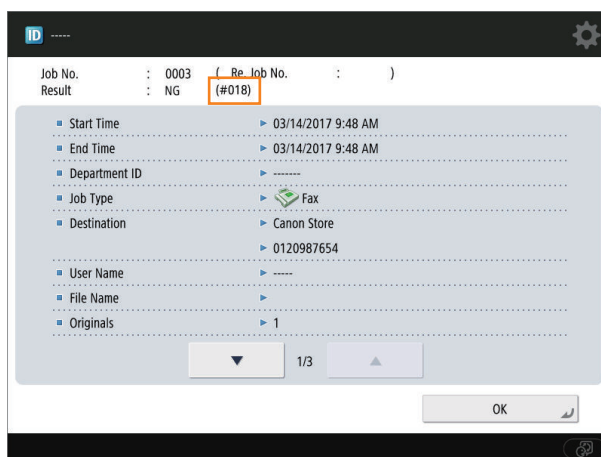 ID -----
Job No. : 0003 ( Re. Job No. : )
Result : NG (#018)
Start Time 03/14/2017 9:48 AM
End Time 03/14/2017 9:48 AM
Department ID -------
Job Type Fax
Destination Canon Store
0120987654
User Name -----
File Name
Originals 1
1/3
OK